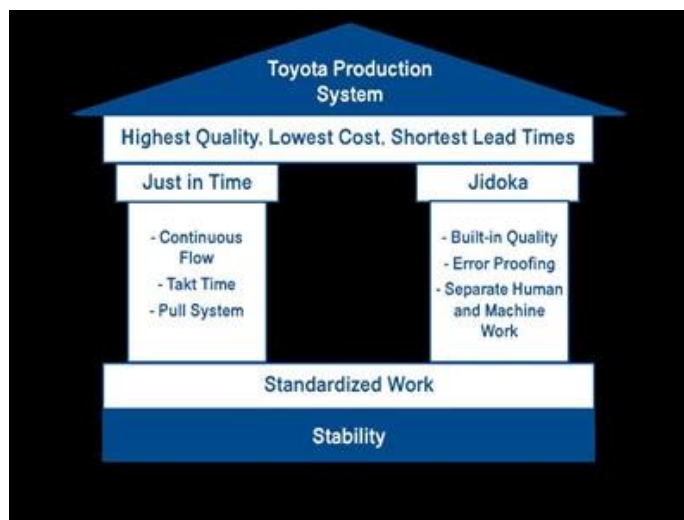 Toyota Production
System
Highest Quality, Lowest Cost, Shortest Lead Times
Just in Time
- Continuous
Flow
- Takt Time
- Pull System
Jidoka
- Built-in Quality
- Error Proofing
- Separate Human
and Machine
Work
Standardized Work
Stability